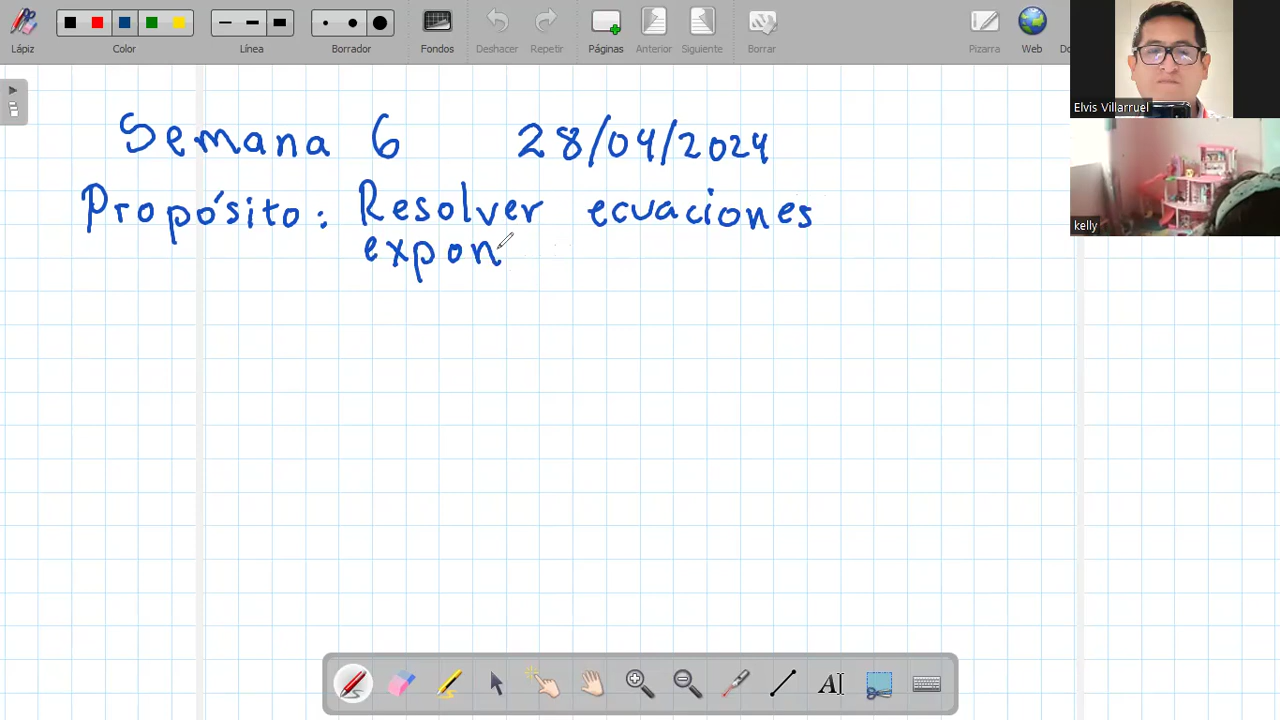 Lápiz Color Línea Borrador Fondos Deshacer Repetir Páginas Anterior Siguiente Borrar Pizarra Web
Elvis Villarruel
kelly
Semana 6 28/04/2024
Propósito: Resolver ecuaciones
expon